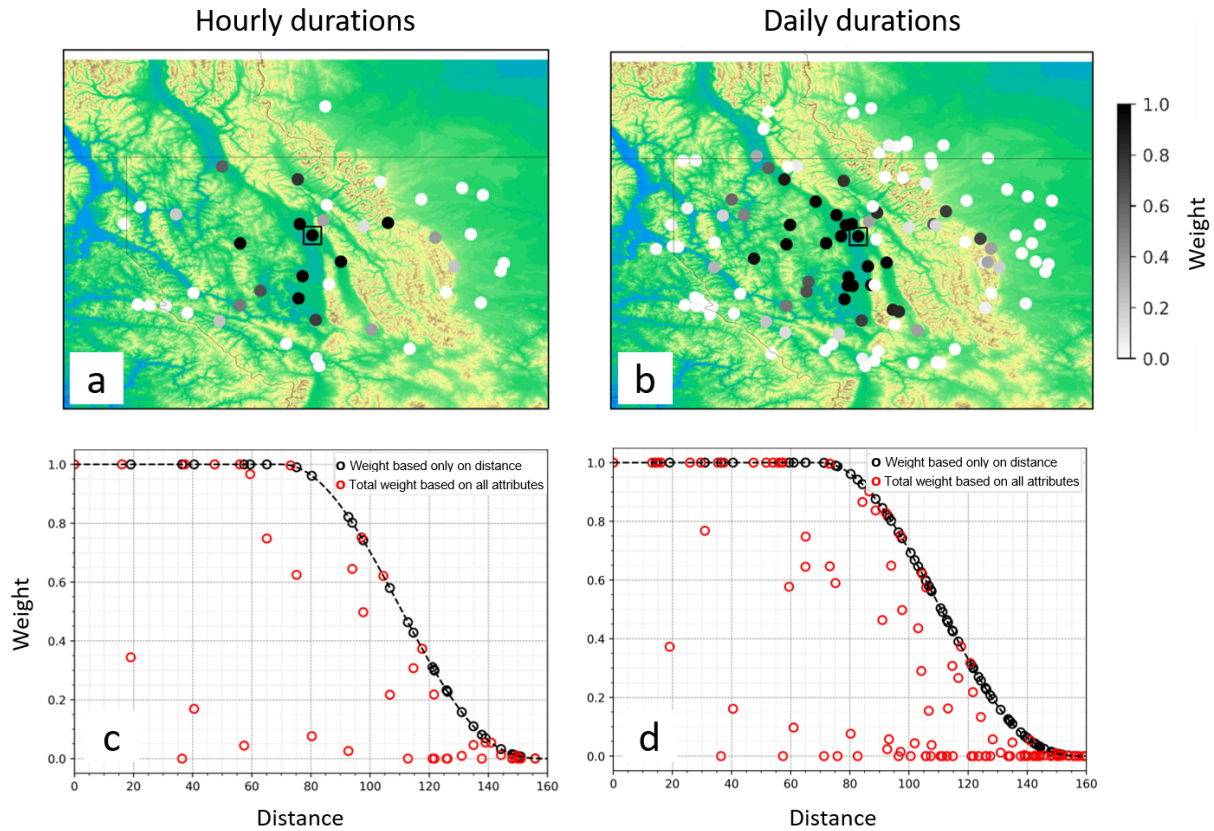 Hourly durations
Daily durations
a
b
1.0
0.8
0.6
0.4
0.2
0.0
Weight
1.0
0.8
0.6
0.4
0.2
0.0
Weight
Weight based only on distance
Total weight based on all attributes
c
0 20 40 60 80 100 120 140 160
Distance
1.0
0.8
0.6
0.4
0.2
0.0
Weight based only on distance
Total weight based on all attributes
d
0 20 40 60 80 100 120 140 160
Distance